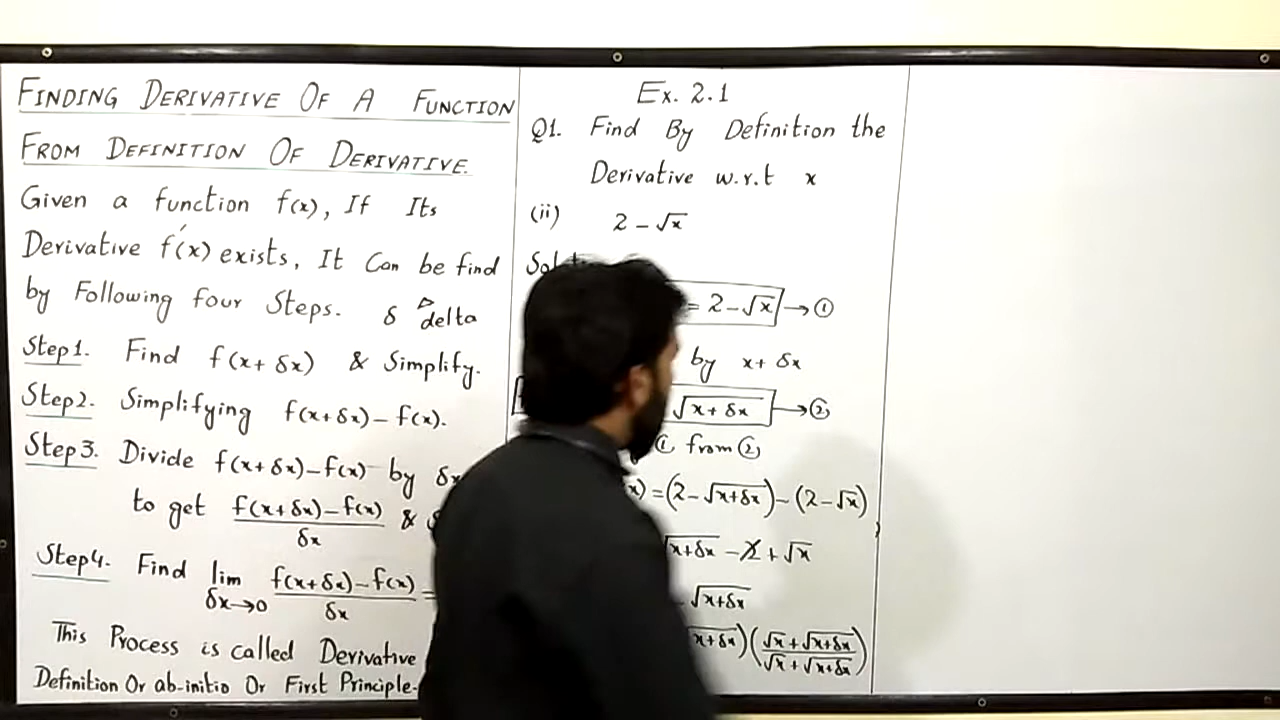 FINDING DERIVATIVE OF A FUNCTION
FROM DEFINITION OF DERIVATIVE.
Given a function f(x), If Its
Derivative f′(x) exists, It Can be find
by Following four Steps. δ delta
Step1. Find f(x+δx) & Simplify.
Step2. Simplifying f(x+δx)-f(x).
Step3. Divide f(x+δx)-f(x) by δx
to get f(x+δx)-f(x)/δx &
Step4. Find lim δx→0 f(x+δx)-f(x)/δx =
This Process is called Derivative
Definition Or ab-initio Or First Principle-
Ex. 2.1
Q1. Find By Definition the
Derivative w.r.t x
(ii) 2-√x
= 2-√x → ①
by x+δx
√x+δx → ②
① from ②
x) = (2-√x+δx)-(2-√x)
√x+δx - 2 + √x
- √x+δx
x+δx)(√x+√x+δx/√x+√x+δx)